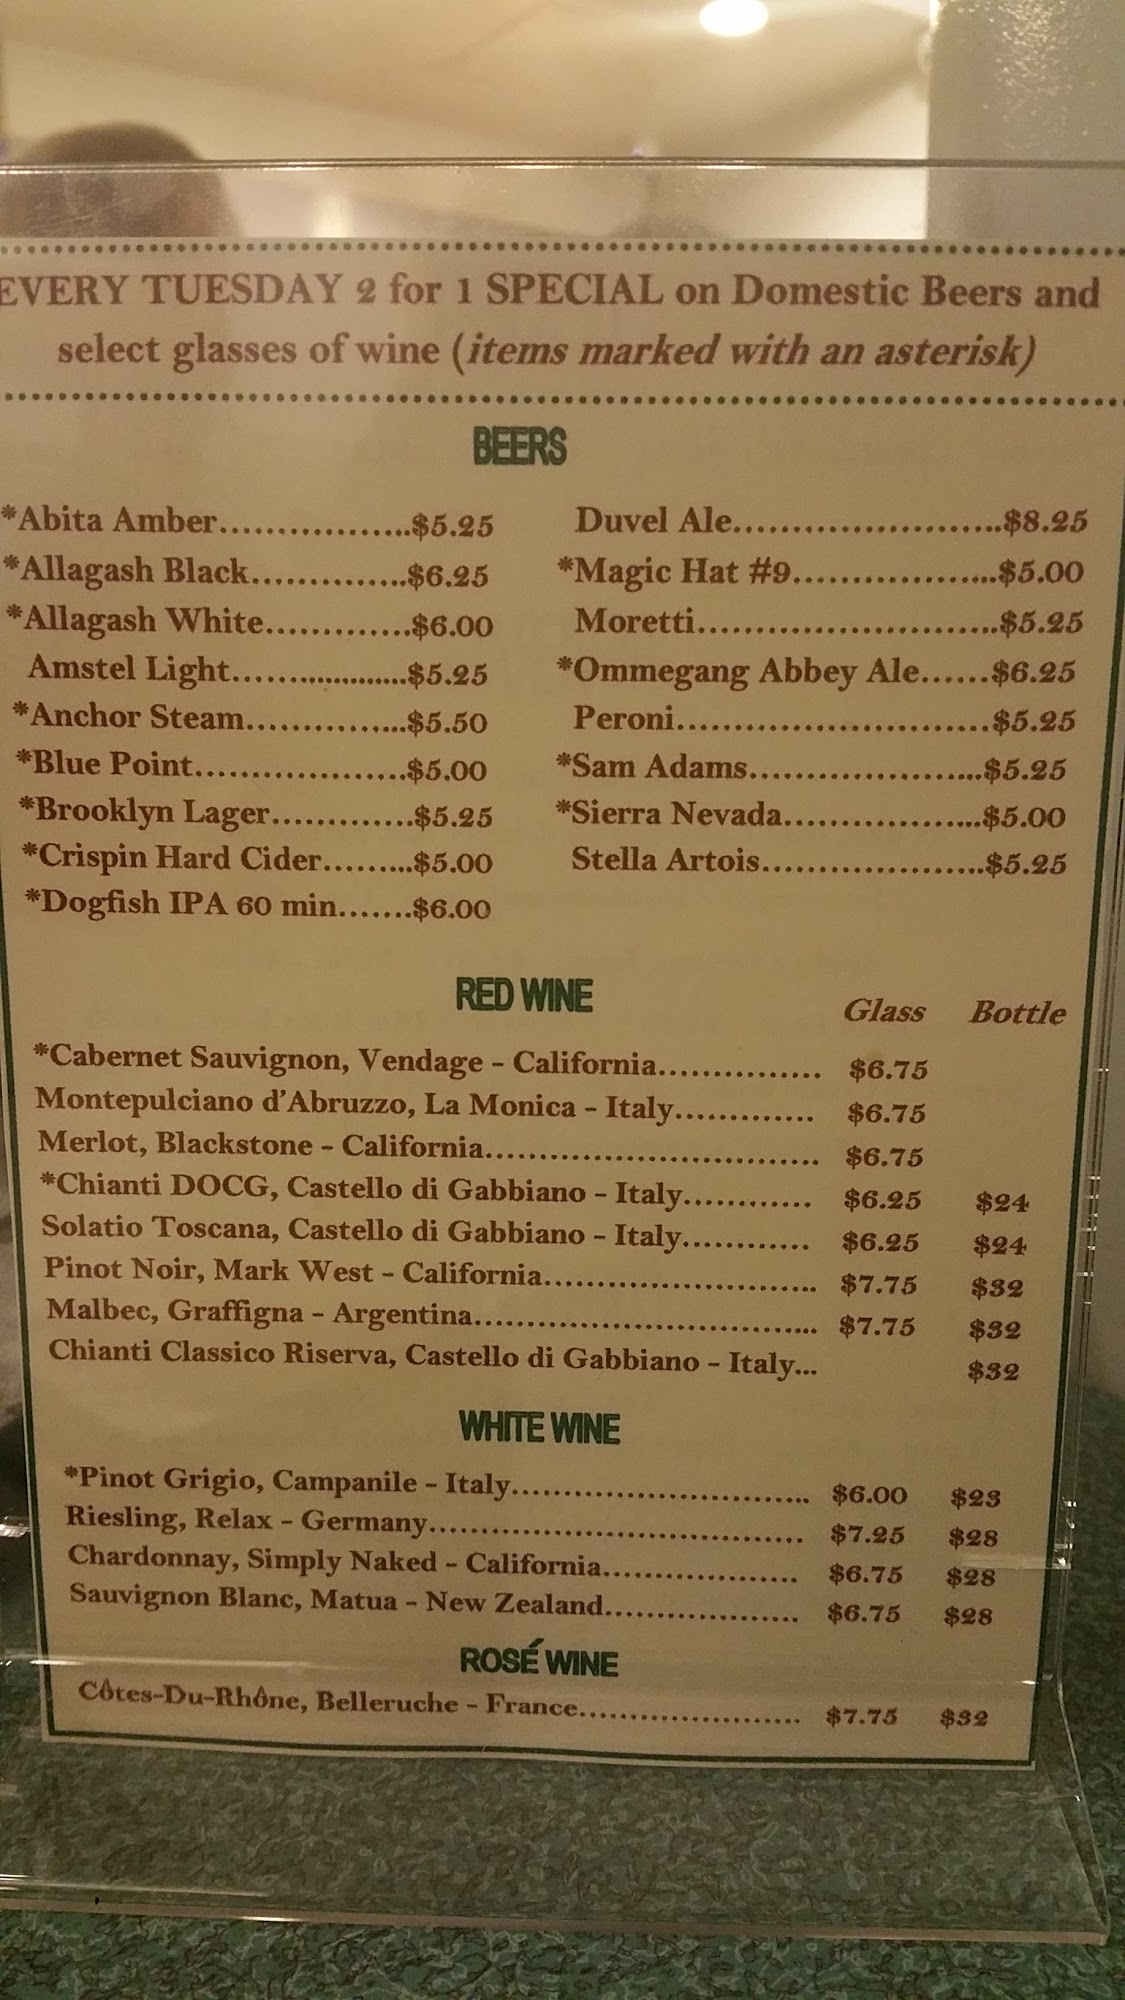 EVERY TUESDAY 2 for 1 SPECIAL on Domestic Beers and
select glasses of wine (items marked with an asterisk)
BEERS
*Abita Amber..................$5.25
*Allagash Black..............$6.25
*Allagash White.............$6.00
Amstel Light..................$5.25
*Anchor Steam...............$5.50
*Blue Point....................$5.00
*Brooklyn Lager.............$5.25
*Crispin Hard Cider.........$5.00
*Dogfish IPA 60 min.......$6.00
Duvel Ale.......................$8.25
*Magic Hat #9...................$5.00
Moretti..........................$5.25
*Ommegang Abbey Ale......$6.25
Peroni...........................$5.25
*Sam Adams.....................$5.25
*Sierra Nevada..................$5.00
Stella Artois.....................$5.25
RED WINE Glass Bottle
*Cabernet Sauvignon, Vendage - California............... $6.75
Montepulciano d'Abruzzo, La Monica - Italy............. $6.75
Merlot, Blackstone - California................................ $6.75
*Chianti DOCG, Castello di Gabbiano - Italy............ $6.25 $24
Solatio Toscana, Castello di Gabbiano - Italy............ $6.25 $24
Pinot Noir, Mark West - California.......................... $7.75 $32
Malbec, Graffigna - Argentina................................. $7.75 $32
Chianti Classico Riserva, Castello di Gabbiano - Italy... $32
WHITE WINE
*Pinot Grigio, Campanile - Italy............................. $6.00 $23
Riesling, Relax - Germany.................................... $7.25 $28
Chardonnay, Simply Naked - California................... $6.75 $28
Sauvignon Blanc, Matua - New Zealand................... $6.75 $28
ROSÉ WINE
Côtes-Du-Rhône, Belleruche - France....................... $7.75 $32